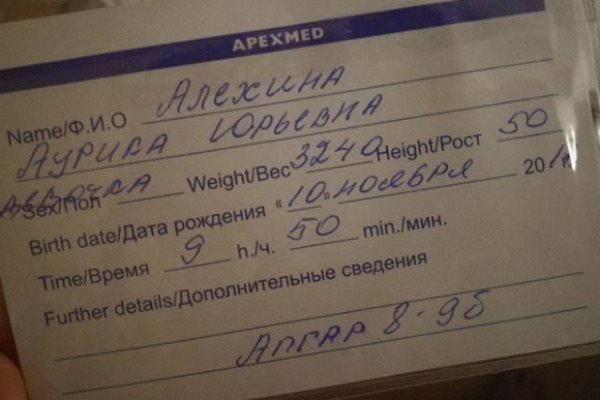 APEXMED
Name/Ф.И.О Алехина
Аурика Юрьевна
Sex/Пол девочка Weight/Вес 3240 Height/Рост 50
Birth date/Дата рождения «10» ноября 201
Time/Время 9 h./ч. 50 min./мин.
Further details/Дополнительные сведения
Апгар 8-9б